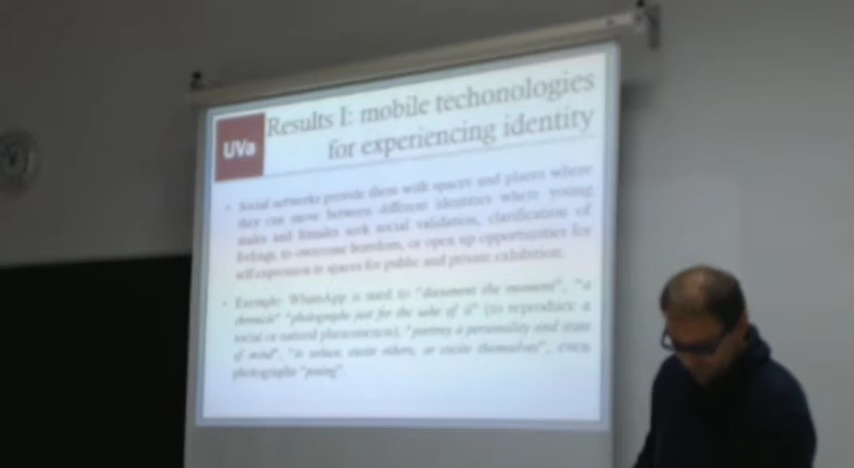 UVa
Results I: mobile techonologies
for experiencing identity
Social networks provide them with spaces and places where
they can move between different identities where young
males and females seek social validation, clarification of
feelings, to overcome boredom, or open up opportunities for
self-expression in spaces for public and private exhibition.
Example: WhatsApp is used to "document the moment", "a
chronicle" "photographs just for the sake of it" (to reproduce a
social or natural phenomenon), "portray a personality and state
of mind", "to seduce, excite others, or excite themselves", even
photographs "posing".